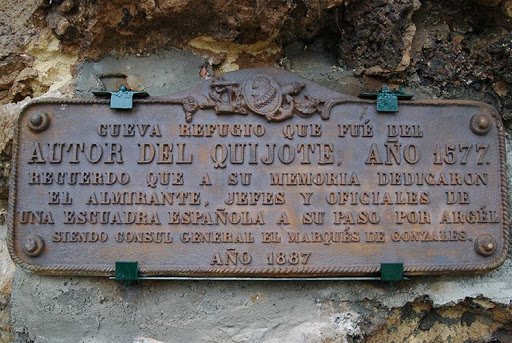 CUEVA REFUGIO QUE FUÉ DEL
AUTOR DEL QUIJOTE, AÑO 1577.
RECUERDO QUE A SU MEMORIA DEDICARON
EL ALMIRANTE, JEFES Y OFICIALES DE
UNA ESCUADRA ESPAÑOLA A SU PASO POR ARGÉL
SIENDO CONSUL GENERAL EL MARQUÉS DE GONZALES.
AÑO 1887